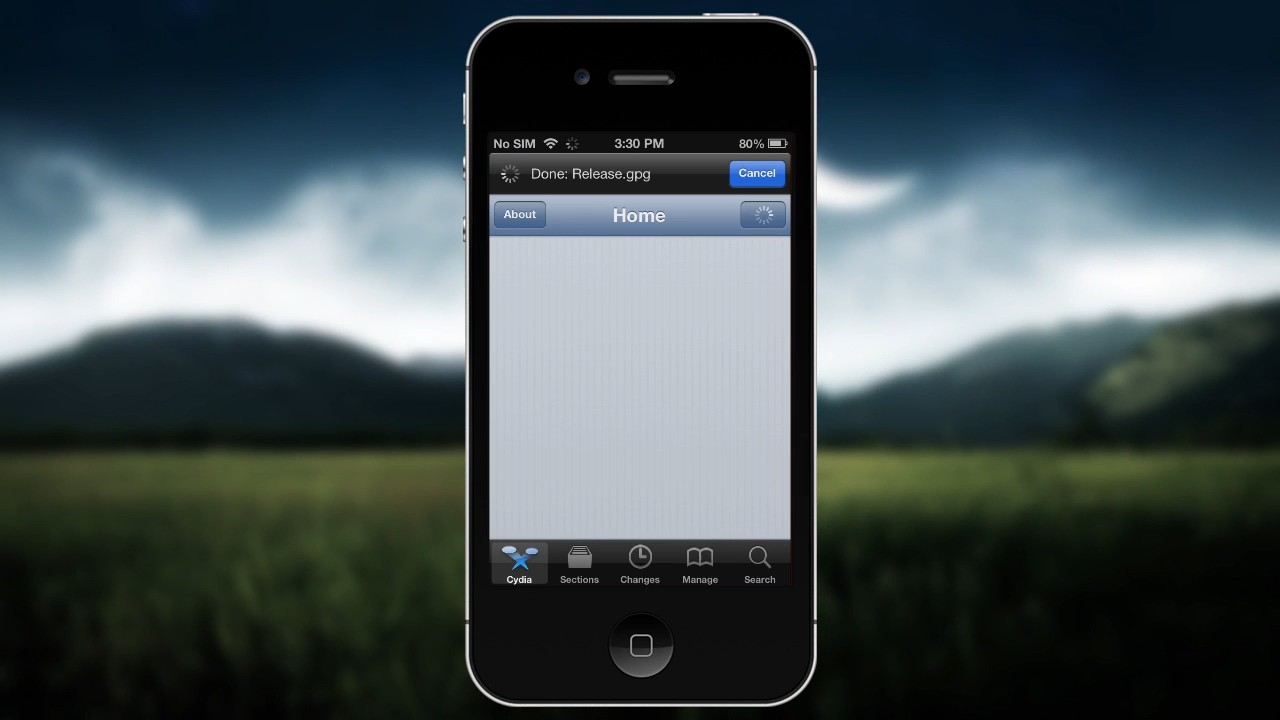 No SIM 3:30 PM 80%
Done: Release.gpg Cancel
About Home
Cydia Sections Changes Manage Search